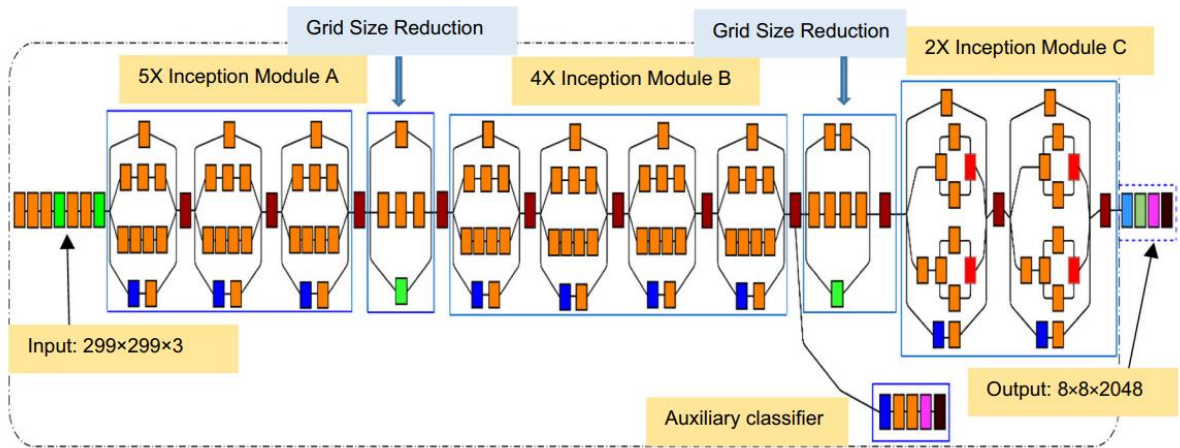 Grid Size Reduction
Grid Size Reduction
5X Inception Module A
4X Inception Module B
2X Inception Module C
Input: 299×299×3
Auxiliary classifier
Output: 8×8×2048